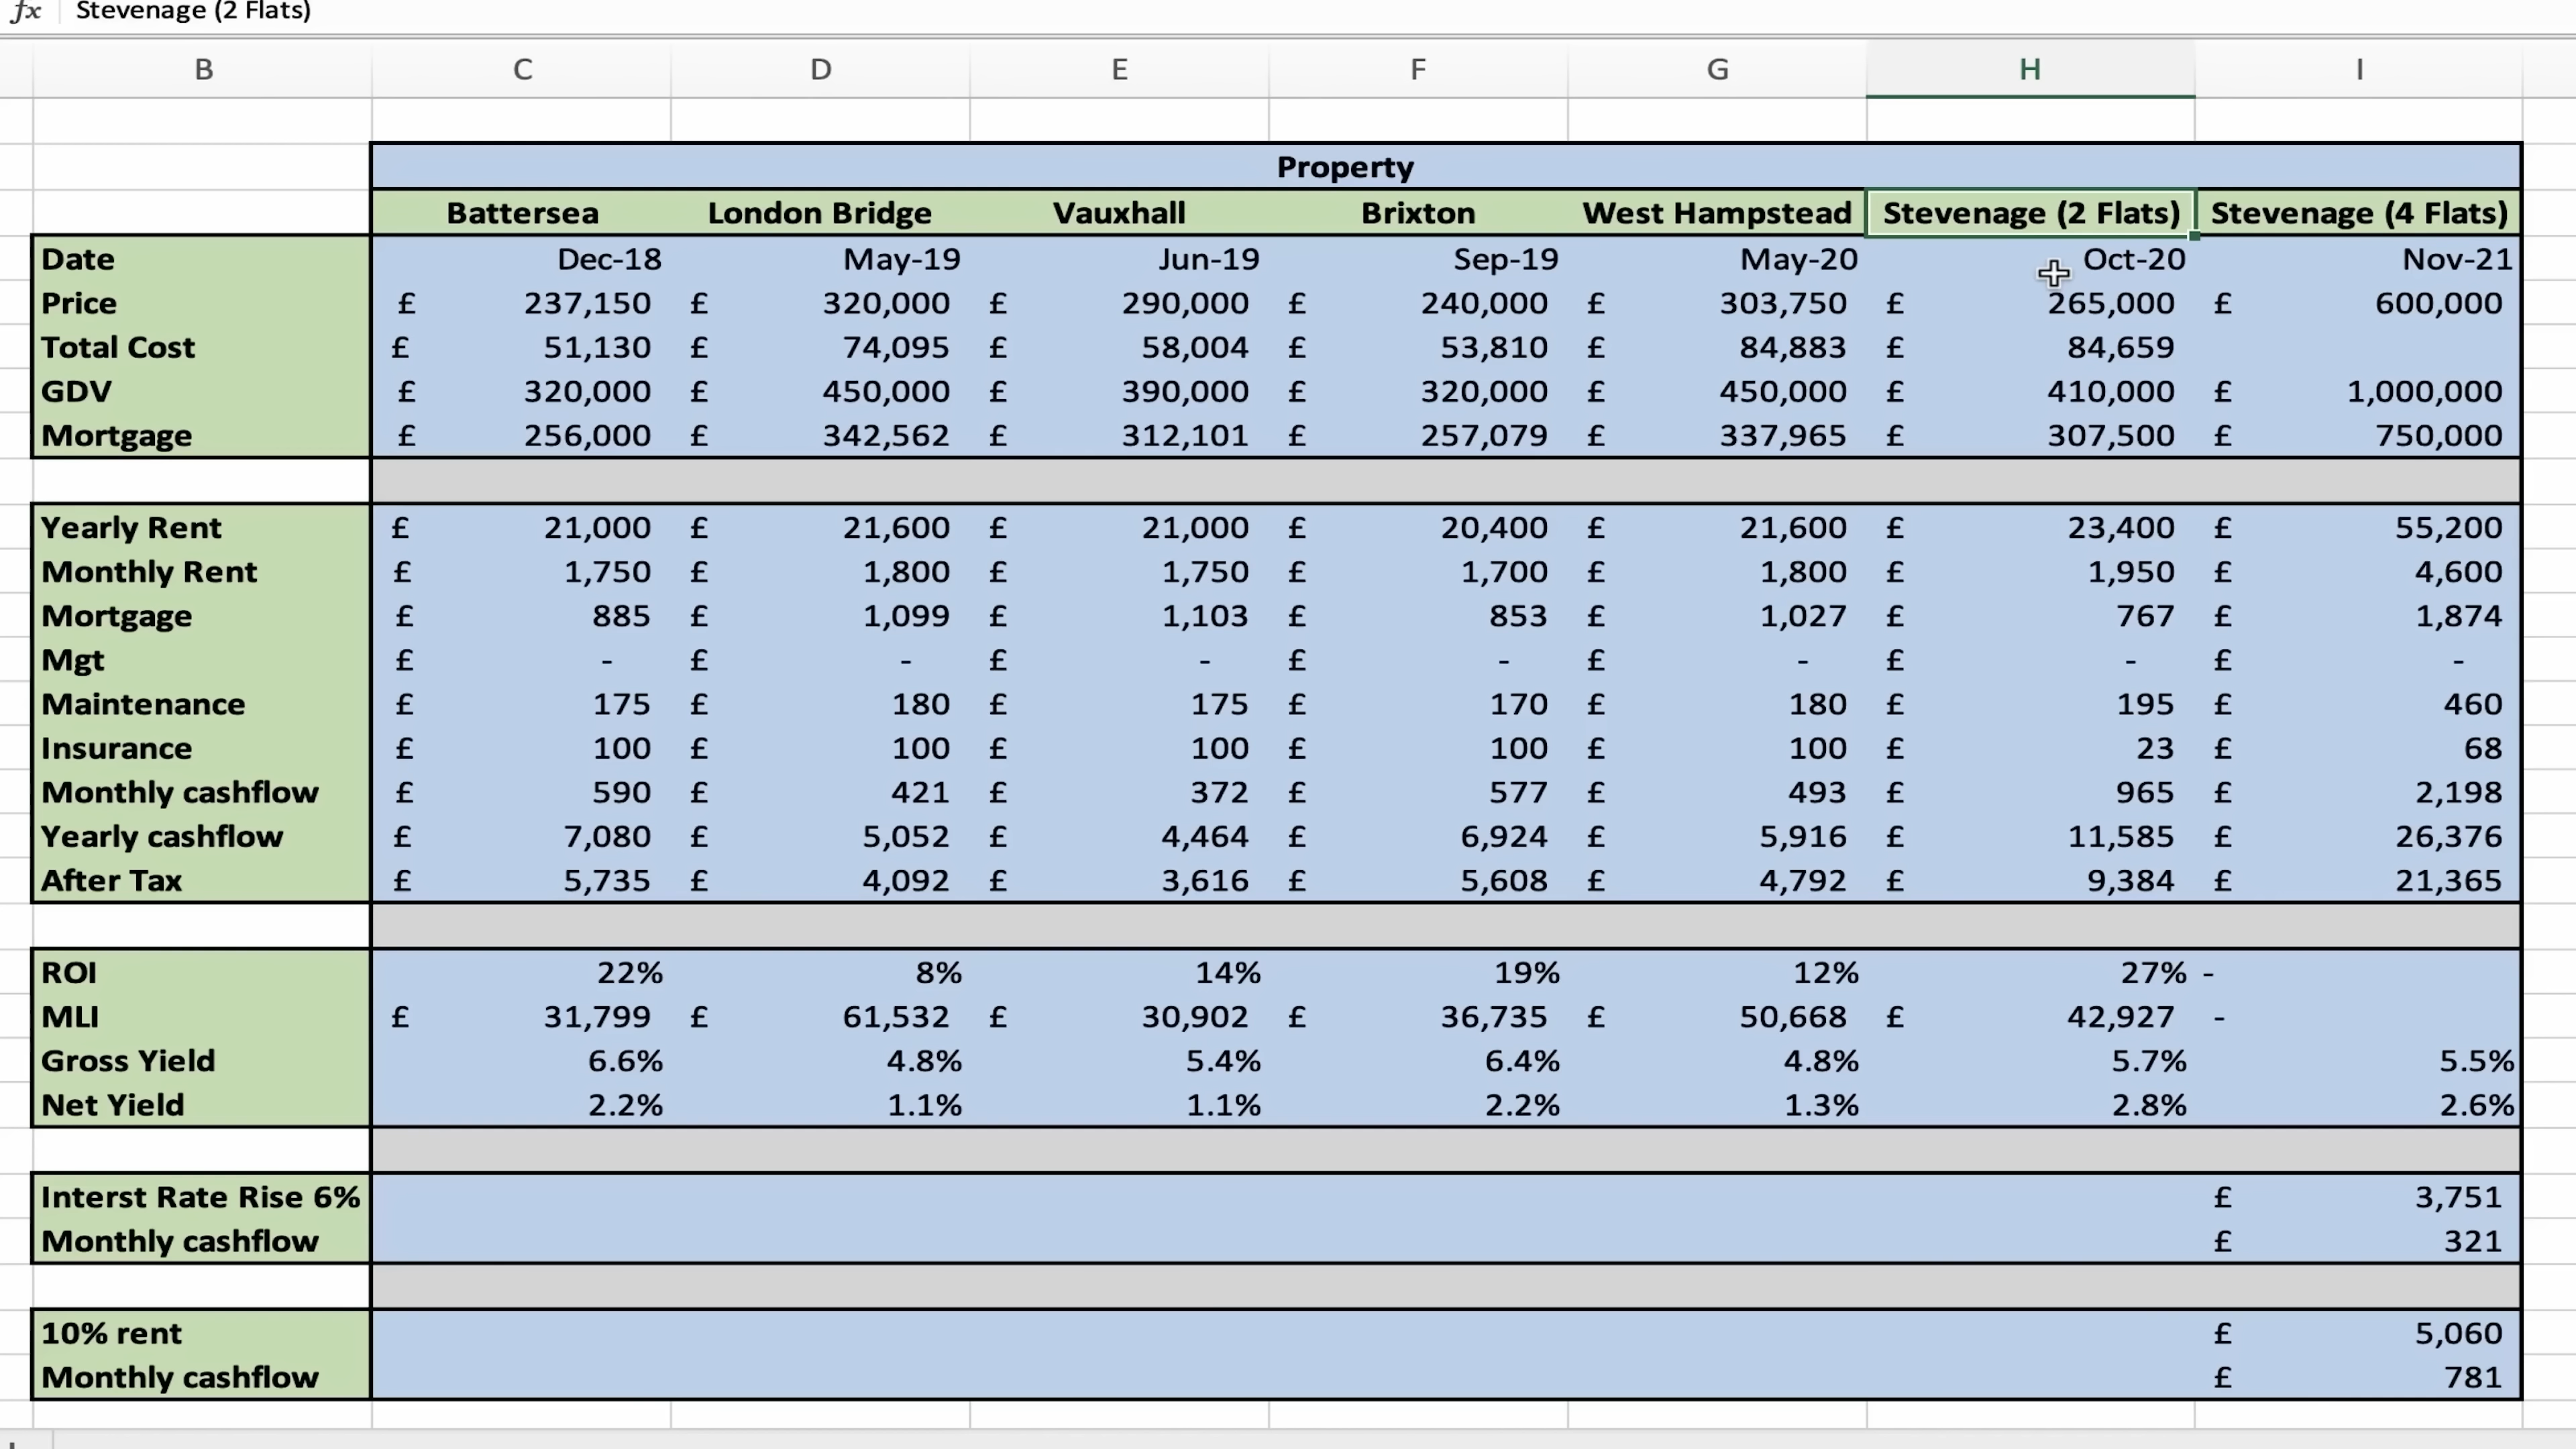 fx Stevenage (2 Flats)
B C D E F G H I
Property
Battersea London Bridge Vauxhall Brixton West Hampstead Stevenage (2 Flats) Stevenage (4 Flats)
Date Dec-18 May-19 Jun-19 Sep-19 May-20 Oct-20 Nov-21
Price £ 237,150 £ 320,000 £ 290,000 £ 240,000 £ 303,750 £ 265,000 £ 600,000
Total Cost £ 51,130 £ 74,095 £ 58,004 £ 53,810 £ 84,883 £ 84,659
GDV £ 320,000 £ 450,000 £ 390,000 £ 320,000 £ 450,000 £ 410,000 £ 1,000,000
Mortgage £ 256,000 £ 342,562 £ 312,101 £ 257,079 £ 337,965 £ 307,500 £ 750,000
Yearly Rent £ 21,000 £ 21,600 £ 21,000 £ 20,400 £ 21,600 £ 23,400 £ 55,200
Monthly Rent £ 1,750 £ 1,800 £ 1,750 £ 1,700 £ 1,800 £ 1,950 £ 4,600
Mortgage £ 885 £ 1,099 £ 1,103 £ 853 £ 1,027 £ 767 £ 1,874
Mgt £ - £ - £ - £ - £ - £ - £ -
Maintenance £ 175 £ 180 £ 175 £ 170 £ 180 £ 195 £ 460
Insurance £ 100 £ 100 £ 100 £ 100 £ 100 £ 23 £ 68
Monthly cashflow £ 590 £ 421 £ 372 £ 577 £ 493 £ 965 £ 2,198
Yearly cashflow £ 7,080 £ 5,052 £ 4,464 £ 6,924 £ 5,916 £ 11,585 £ 26,376
After Tax £ 5,735 £ 4,092 £ 3,616 £ 5,608 £ 4,792 £ 9,384 £ 21,365
ROI 22% 8% 14% 19% 12% 27% -
MLI £ 31,799 £ 61,532 £ 30,902 £ 36,735 £ 50,668 £ 42,927 -
Gross Yield 6.6% 4.8% 5.4% 6.4% 4.8% 5.7% 5.5%
Net Yield 2.2% 1.1% 1.1% 2.2% 1.3% 2.8% 2.6%
Interst Rate Rise 6% £ 3,751
Monthly cashflow £ 321
10% rent £ 5,060
Monthly cashflow £ 781